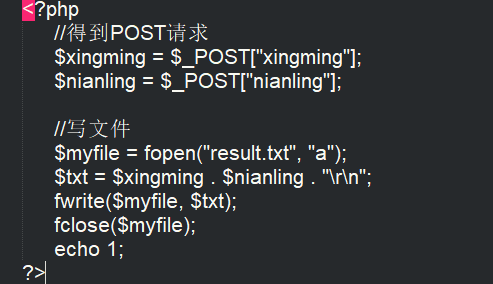 <?php
//得到POST请求
$xingming = $_POST["xingming"];
$nianling = $_POST["nianling"];
//写文件
$myfile = fopen("result.txt", "a");
$txt = $xingming . $nianling . "\r\n";
fwrite($myfile, $txt);
fclose($myfile);
echo 1;
?>